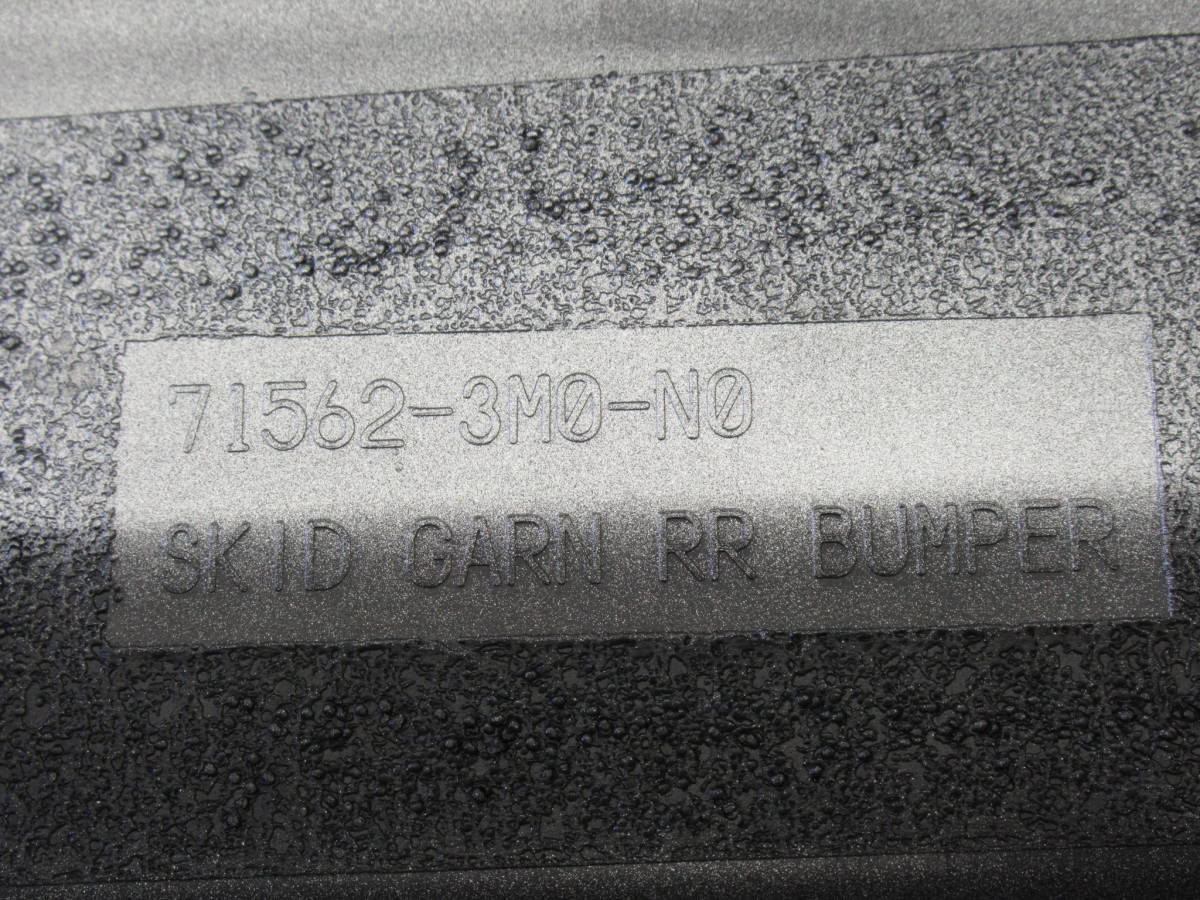 71562-3M0-N0
SKID GARN RR BUMPER